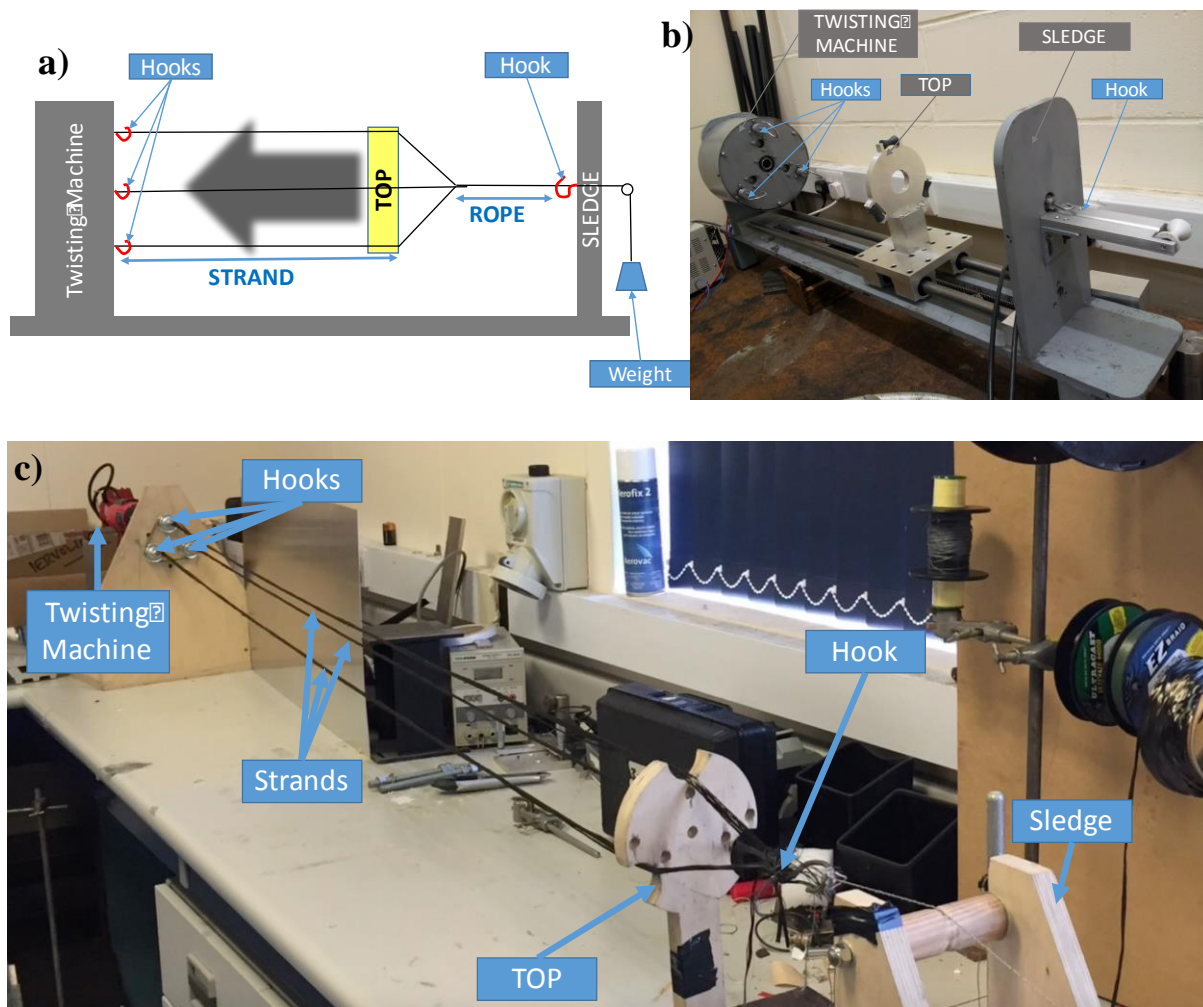 a)
Hooks
Hook
Twisting Machine
TOP
SLEDGE
ROPE
STRAND
Weight
b)
TWISTING
MACHINE
SLEDGE
Hooks
TOP
Hook
c)
Hooks
Twisting
Machine
Strands
Hook
Sledge
TOP
Aerofix 2
Aerovac
ULTRACAST
EZ BRAID